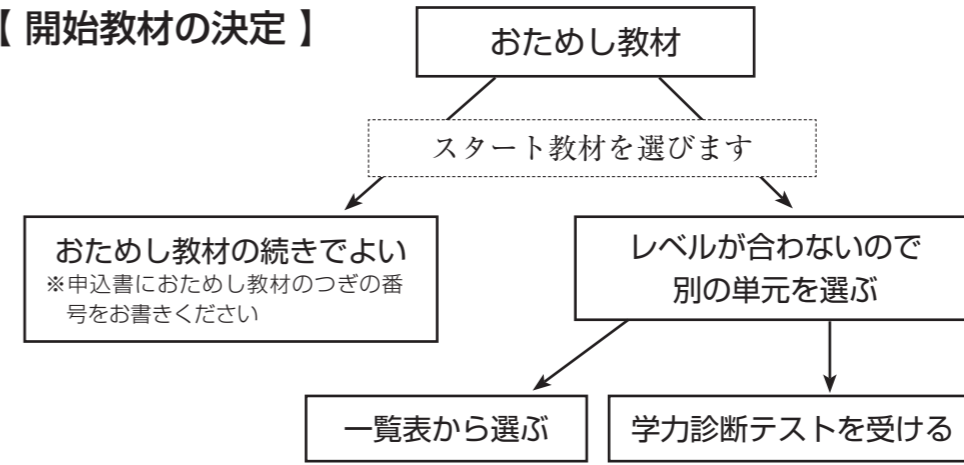 【 開始教材の決定 】
おためし教材
スタート教材を選びます
おためし教材の続きでよい
※申込書におためし教材のつぎの番
号をお書きください
レベルが合わないので
別の単元を選ぶ
一覧表から選ぶ
学力診断テストを受ける